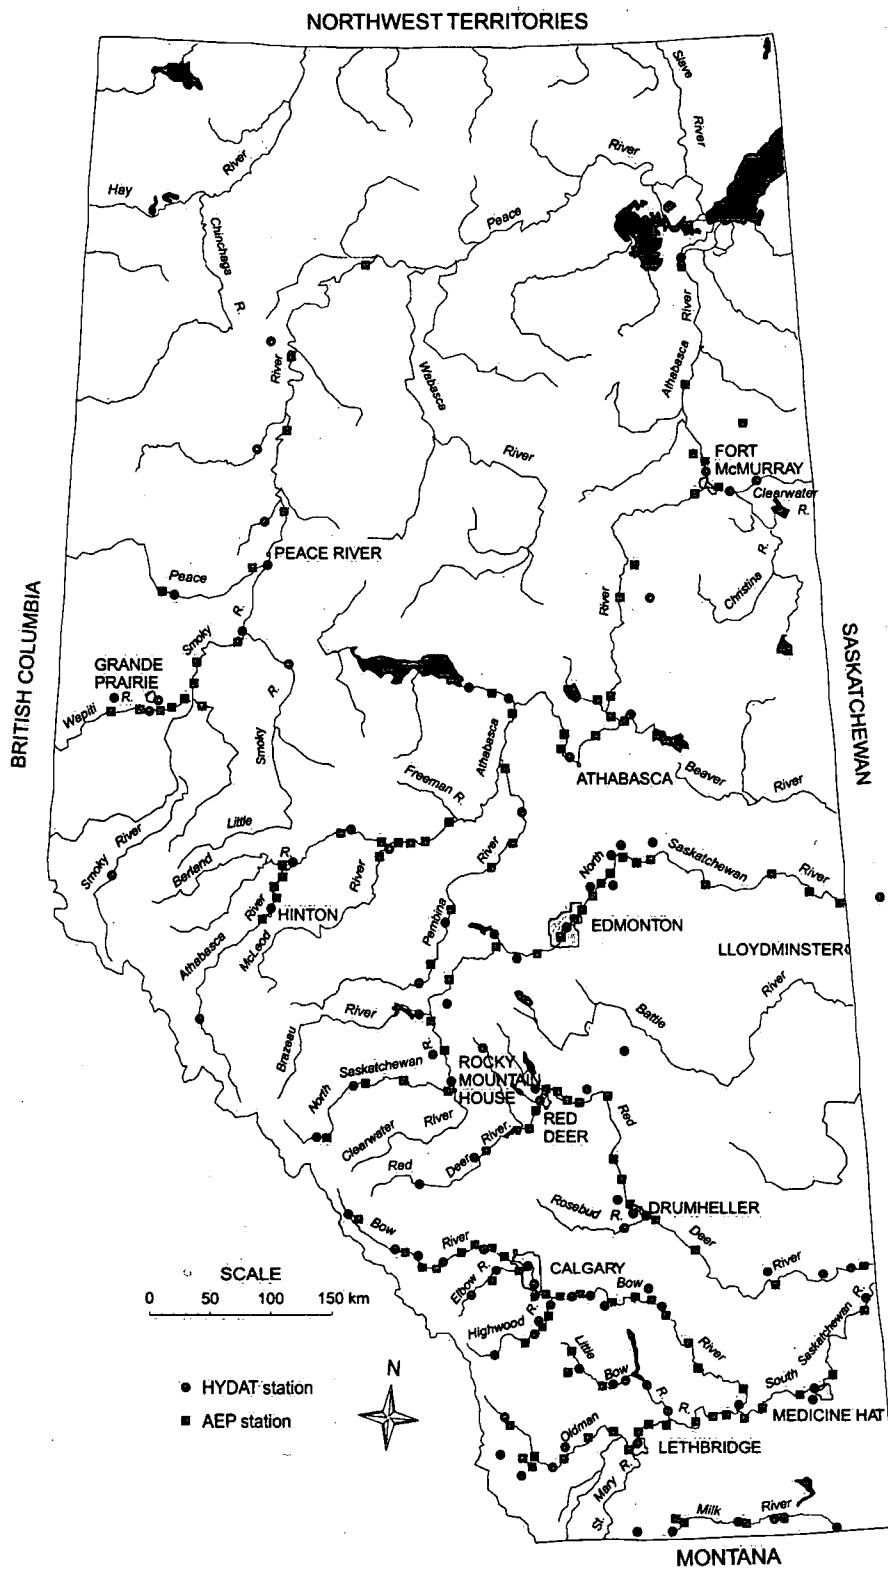 NORTHWEST TERRITORIES
Slave
River
River
Hay
River
Peace
Chinchaga
R.
River
River
Athabasca
Wabasca
River
FORT
McMURRAY
Clearwater
R.
PEACE RIVER
Peace
R.
Christina
River
R.
Smoky
BRITISH COLUMBIA
SASKATCHEWAN
GRANDE
PRAIRIE
R.
Wapiti
R.
Smoky
Athabasca
Freeman R.
ATHABASCA
Beaver
River
Little
Smoky
River
Berland
R.
River
River
North
Saskatchewan
River
River
HINTON
Pembina
EDMONTON
Athabasca
McLeod
LLOYDMINSTER
River
Brazeau
River
Battle
R.
Saskatchewan
North
ROCKY
MOUNTAIN
HOUSE
River
Clearwater
RED
DEER
Red
Red
Deer
River
Rosebud
R.
DRUMHELLER
Bow
River
Deer
River
SCALE
0
50
100
150 km
Elbow
R.
CALGARY
Bow
Highwood
R.
River
Saskatchewan
R.
Little
Bow
R.
South
R.
MEDICINE HAT
N
HYDAT station
AEP station
Oldman
LETHBRIDGE
St.
Mary
R.
Milk
River
MONTANA